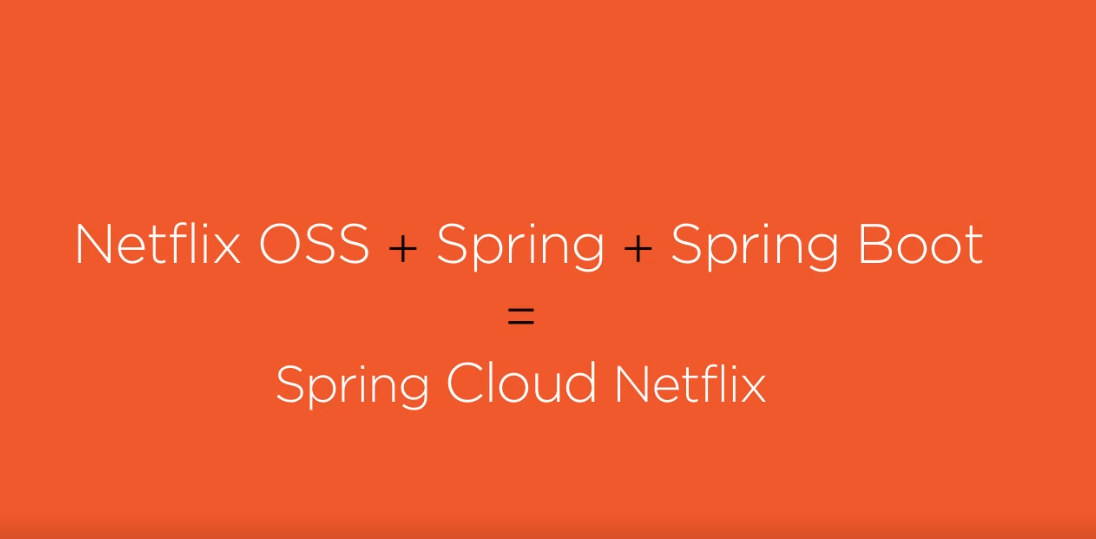 Netflix OSS + Spring + Spring Boot
=
Spring Cloud Netflix